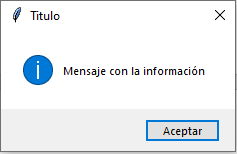 Titulo
Mensaje con la información
Aceptar